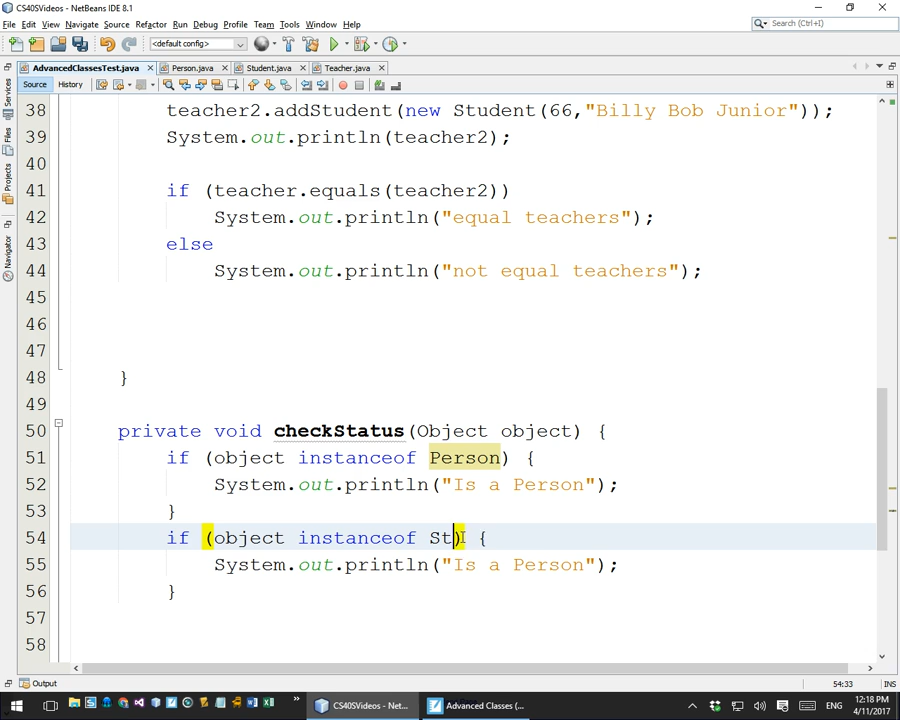 CS40SVideos - NetBeans IDE 8.1
File Edit View Navigate Source Refactor Run Debug Profile Team Tools Window Help
Search (Ctrl+I)
<default config>
AdvancedClassesTest.java Person.java Student.java Teacher.java
Source History
Services
Files
Projects
Navigator
38 teacher2.addStudent(new Student(66,"Billy Bob Junior"));
39 System.out.println(teacher2);
40
41 if (teacher.equals(teacher2))
42 System.out.println("equal teachers");
43 else
44 System.out.println("not equal teachers");
45
46
47
48 }
49
50 private void checkStatus(Object object) {
51 if (object instanceof Person) {
52 System.out.println("Is a Person");
53 }
54 if (object instanceof St) {
55 System.out.println("Is a Person");
56 }
57
58
Output
54:33 INS
CS40SVideos - Net... Advanced Classes (... ENG 12:18 PM
4/11/2017